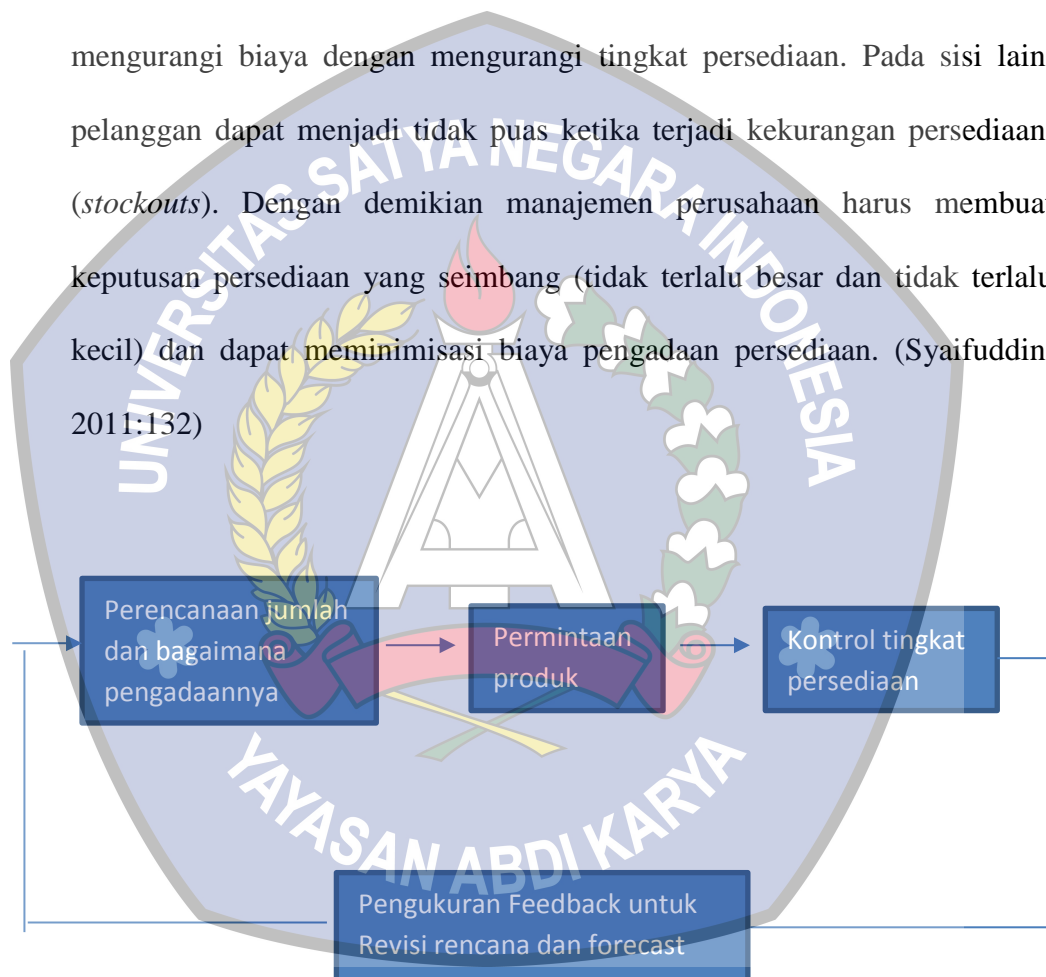 mengurangi biaya dengan mengurangi tingkat persediaan. Pada sisi lain
pelanggan dapat menjadi tidak puas ketika terjadi kekurangan persediaan
(stockouts). Dengan demikian manajemen perusahaan harus membuat
keputusan persediaan yang seimbang (tidak terlalu besar dan tidak terlalu
kecil) dan dapat meminimisasi biaya pengadaan persediaan. (Syaifuddin
2011:132)
UNIVERSITAS SATYA NEGARA INDONESIA
Perencanaan jumlah
dan bagaimana
pengadaannya
Permintaan
produk
Kontrol tingkat
persediaan
YAYASAN ABDI KARYA
Pengukuran Feedback untuk
Revisi rencana dan forecast